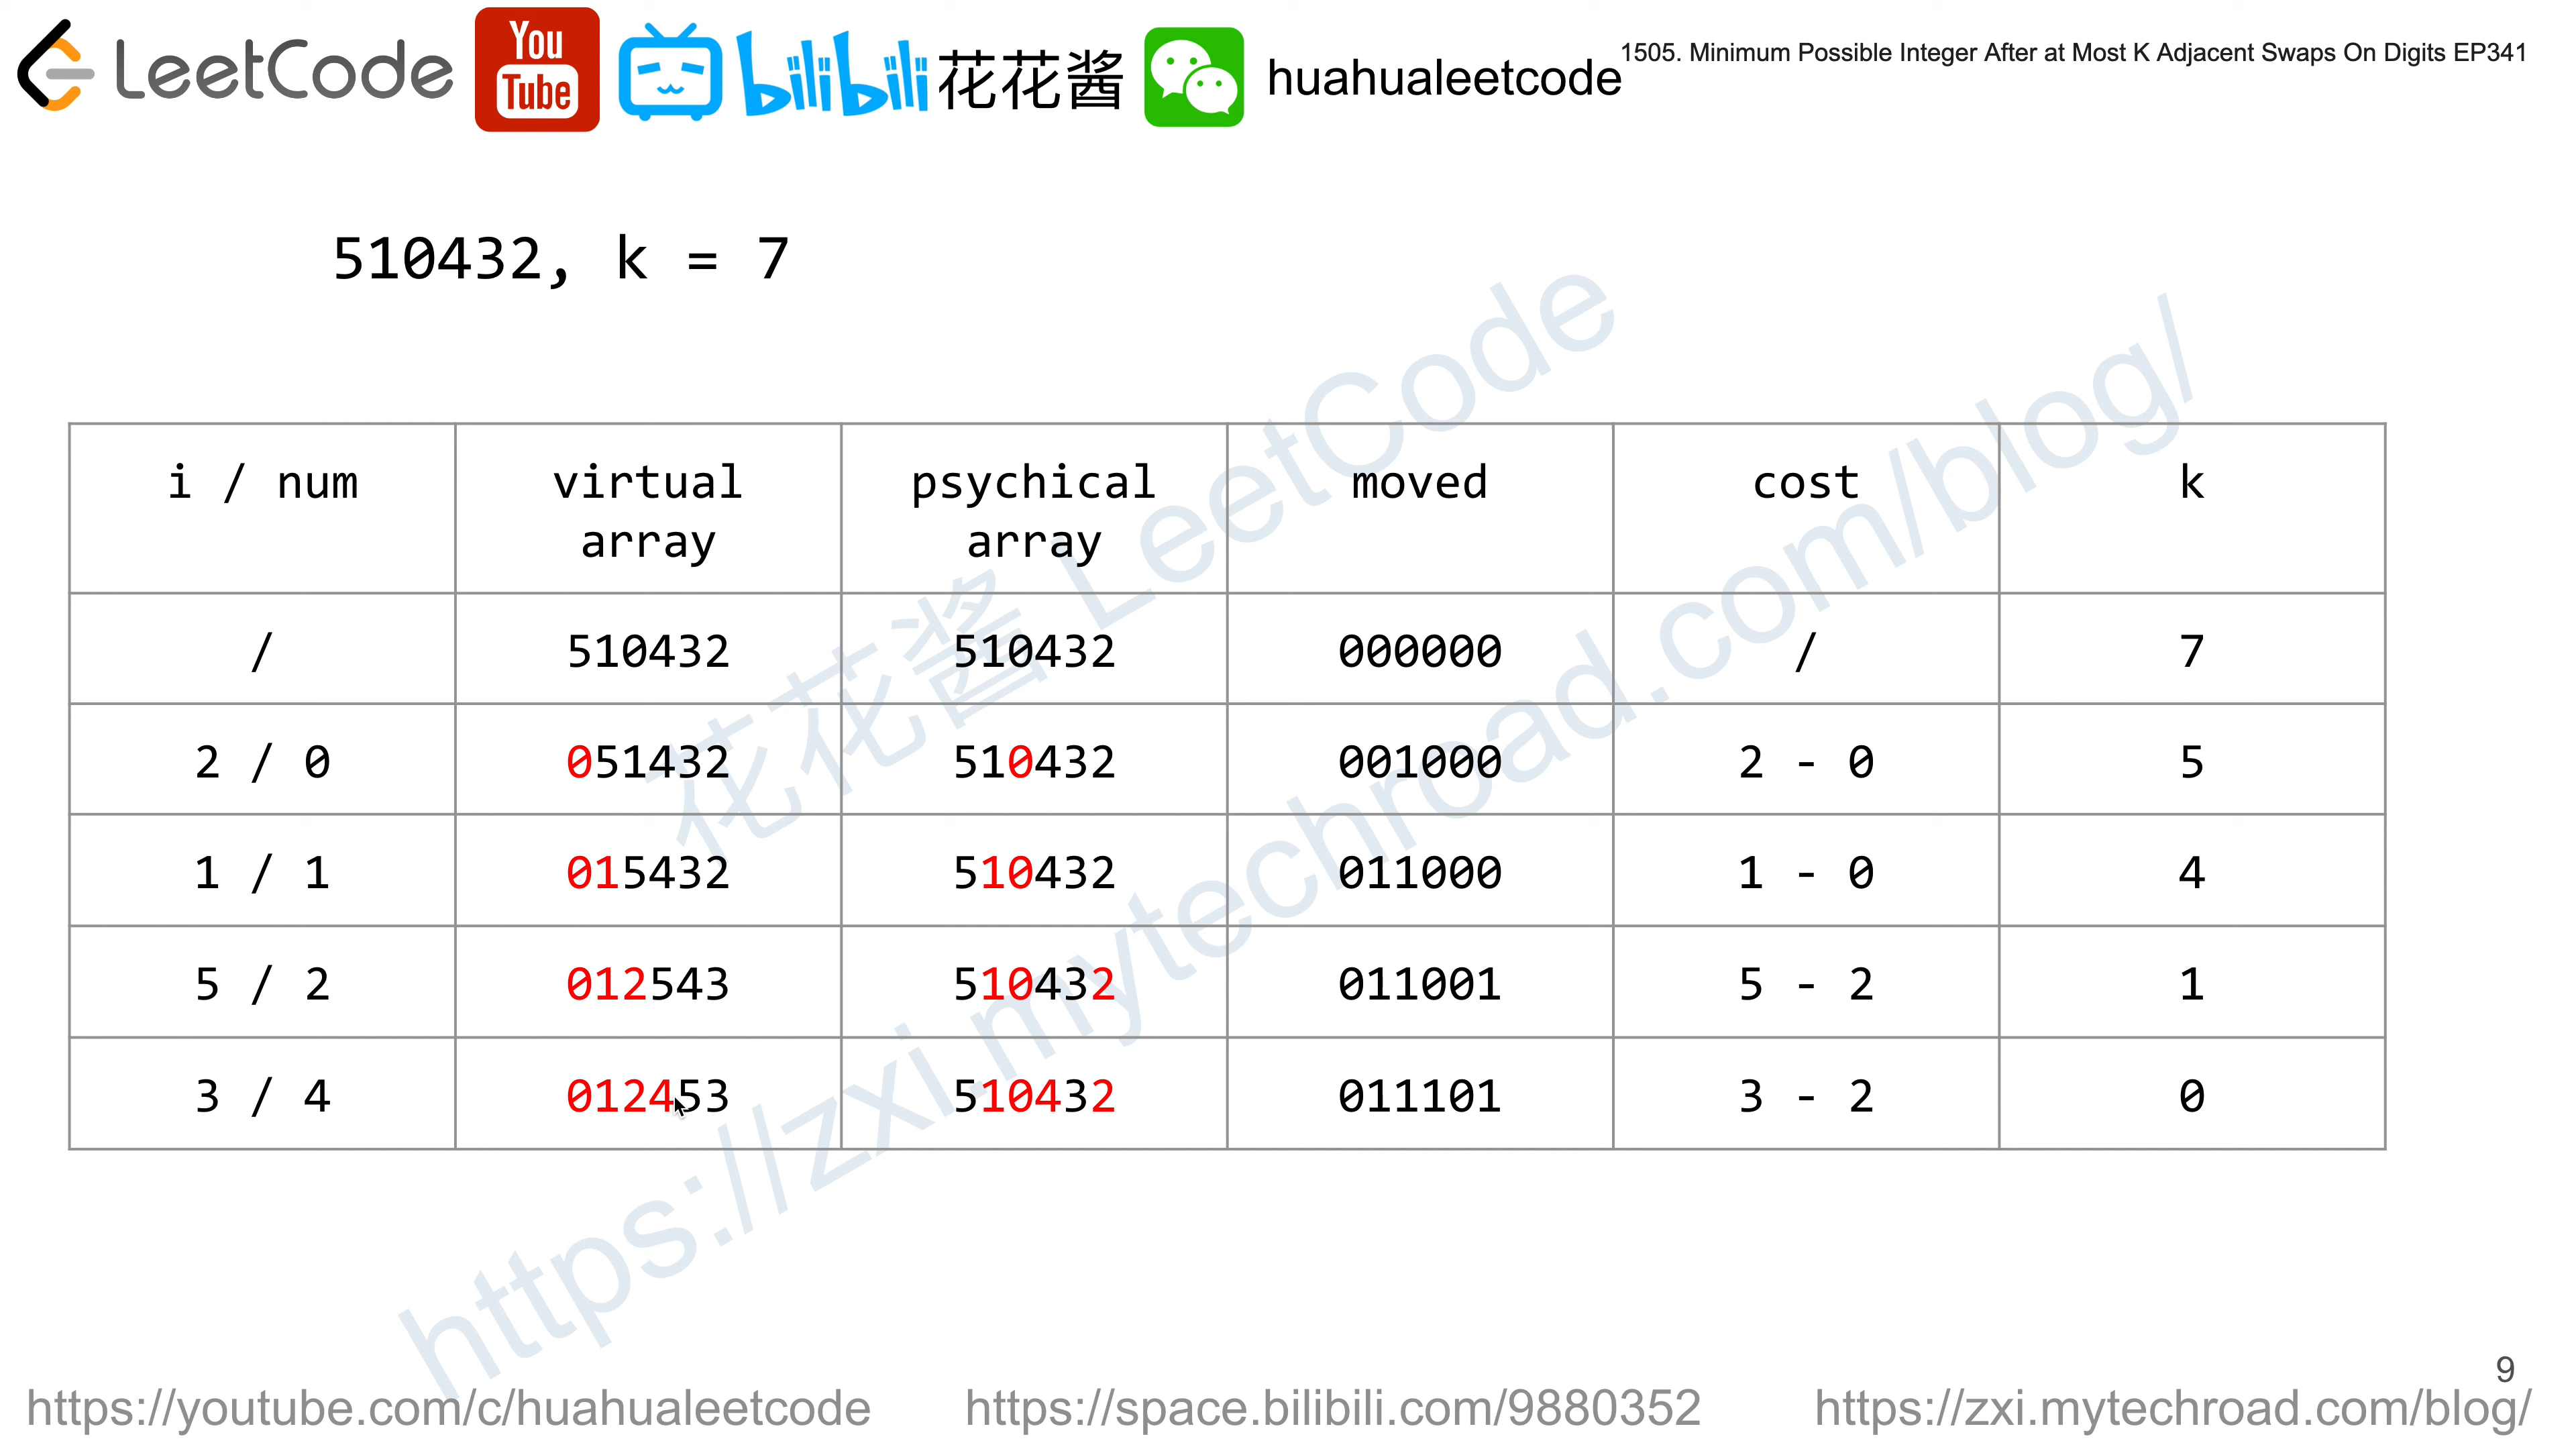 LeetCode You Tube bilibili 花花酱 huahualeetcode 1505. Minimum Possible Integer After at Most K Adjacent Swaps On Digits EP341
510432, k = 7
i / num virtual array psychical array moved cost k
/ 510432 510432 000000 / 7
2 / 0 051432 510432 001000 2 - 0 5
1 / 1 015432 510432 011000 1 - 0 4
5 / 2 012543 510432 011001 5 - 2 1
3 / 4 012453 510432 011101 3 - 2 0
花花酱 LeetCode
https://zxi.mytechroad.com/blog/
9
https://youtube.com/c/huahualeetcode https://space.bilibili.com/9880352 https://zxi.mytechroad.com/blog/